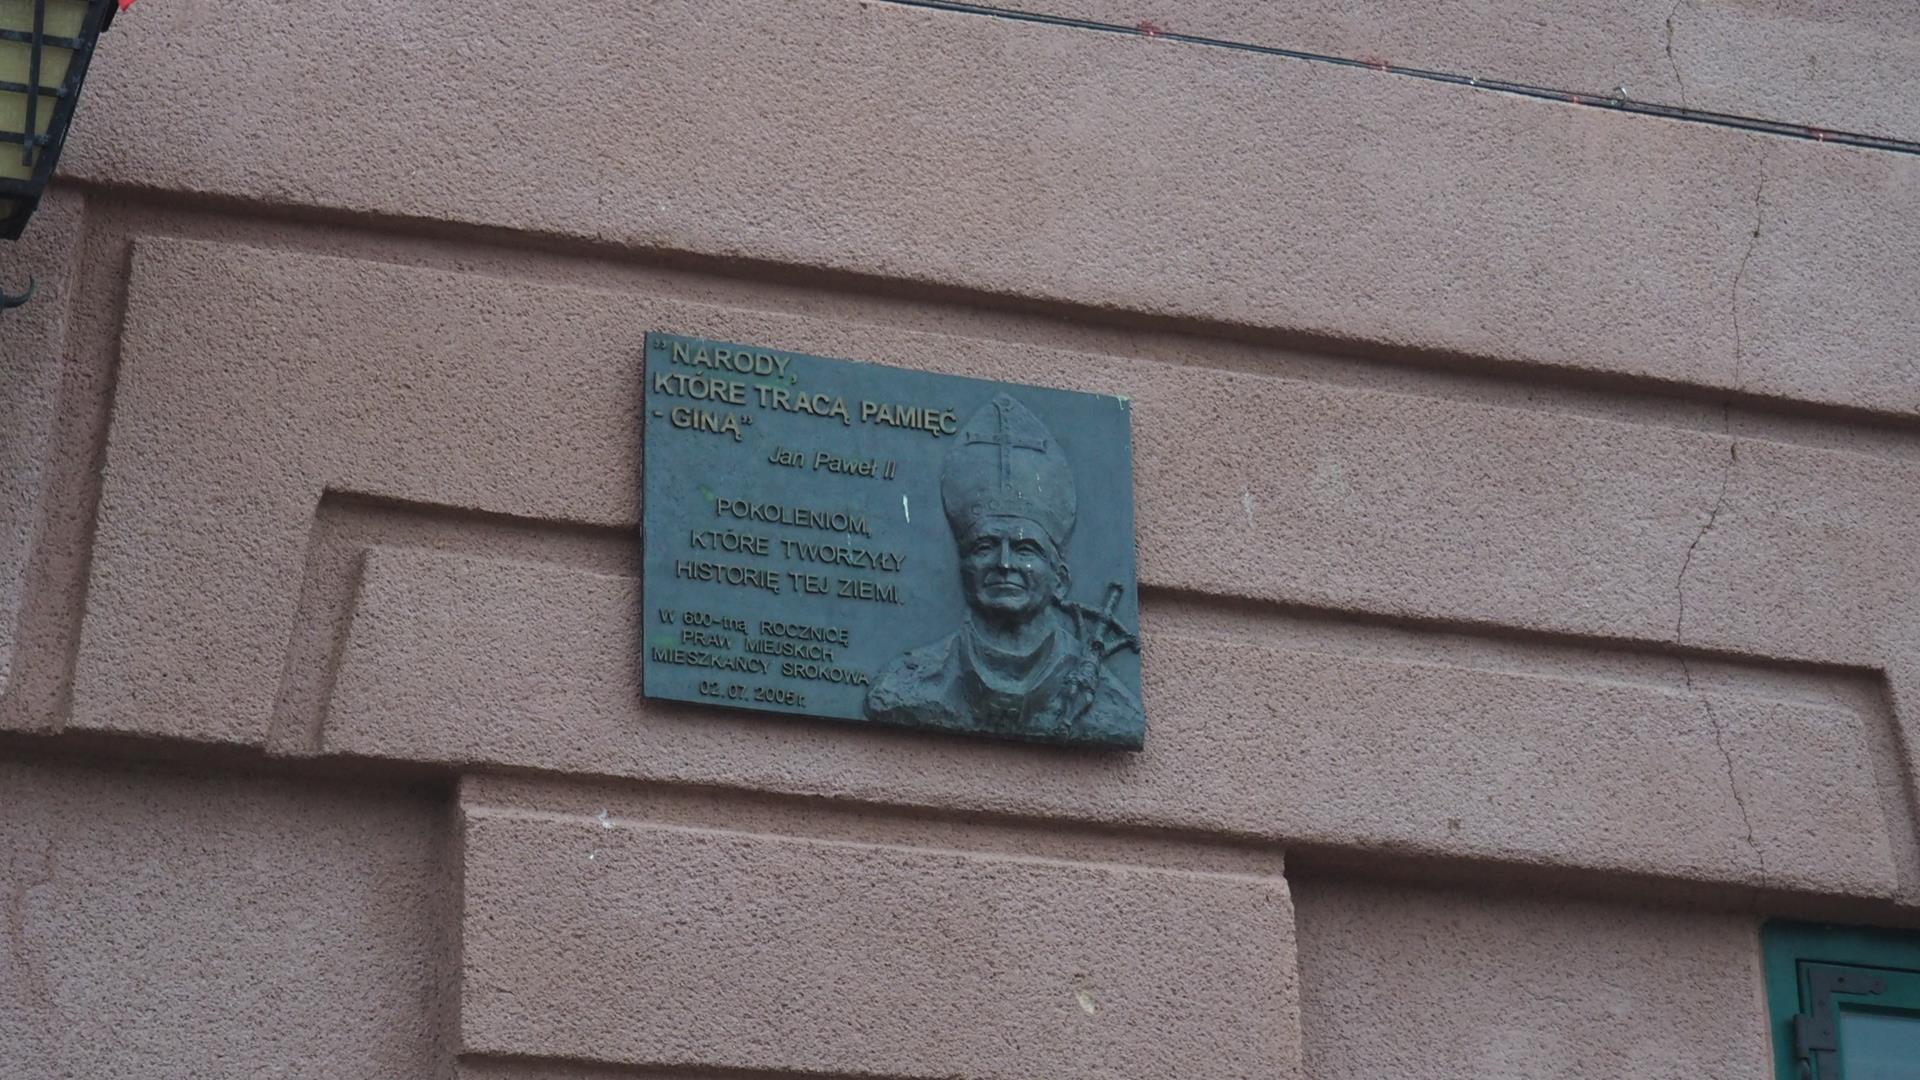 "NARODY,
KTÓRE TRACĄ PAMIĘĆ
- GINĄ"
Jan Paweł II
POKOLENIOM,
KTÓRE TWORZYŁY
HISTORIĘ TEJ ZIEMI.
W 600-tną ROCZNICĘ
PRAW MIEJSKICH
MIESZKAŃCY SROKOWA
02.07.2005 r.